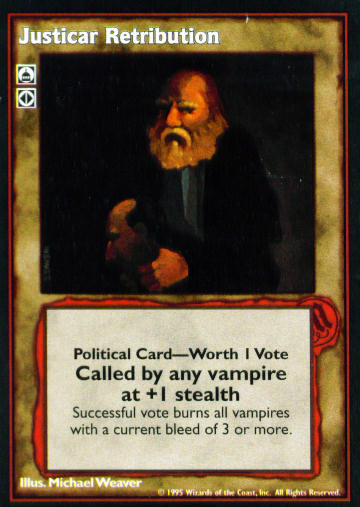 Justicar Retribution
Political Card—Worth 1 Vote
Called by any vampire
at +1 stealth
Successful vote burns all vampires
with a current bleed of 3 or more.
Illus. Michael Weaver
© 1995 Wizards of the Coast, Inc. All Rights Reserved.